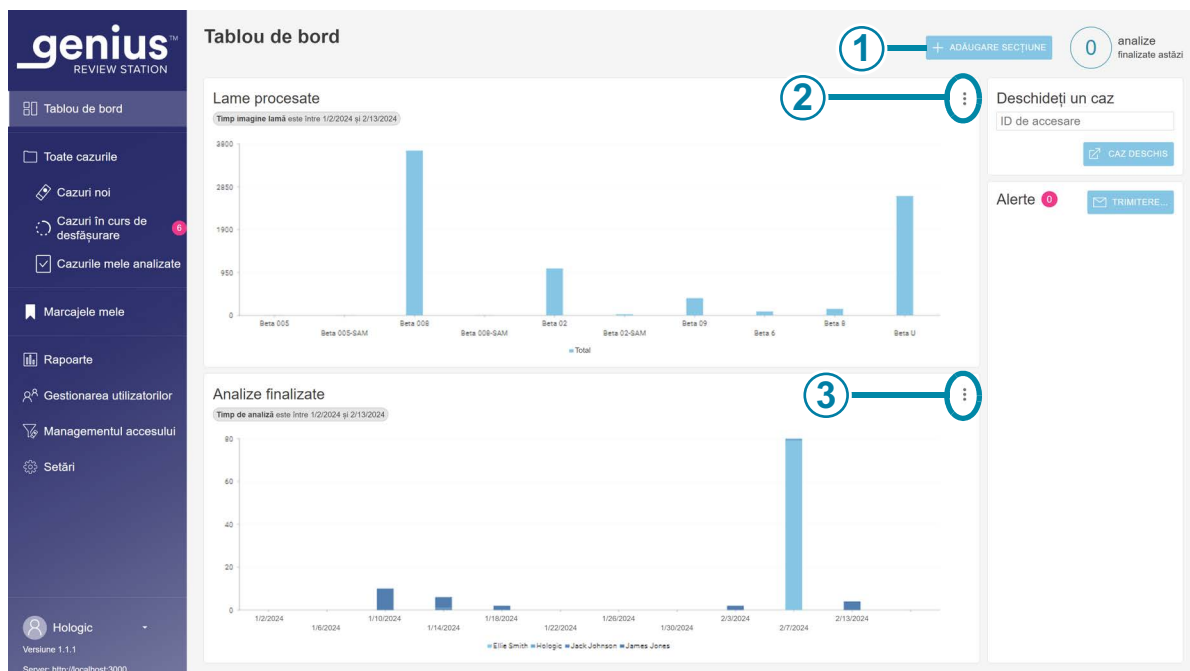 genius™
REVIEW STATION
Tablou de bord
Toate cazurile
Cazuri noi
Cazuri în curs de
desfășurare
6
Cazurile mele analizate
Marcajele mele
Rapoarte
Gestionarea utilizatorilor
Managementul accesului
Setări
Hologic
Versiune 1.1.1
Server: http://localhost:3000
Tablou de bord
1
+ ADĂUGARE SECȚIUNE
0
analize
finalizate astăzi
Lame procesate
2
Timp imagine lamă este între 1/2/2024 și 2/13/2024
3800
2850
1900
950
0
Beta 005
Beta 005-SAM
Beta 008
Beta 008-SAM
Beta 02
Beta 02-SAM
Beta 09
Beta 6
Beta 8
Beta U
Total
Analize finalizate
3
Timp de analiză este între 1/2/2024 și 2/13/2024
80
60
40
20
0
1/2/2024
1/6/2024
1/10/2024
1/14/2024
1/18/2024
1/22/2024
1/26/2024
1/30/2024
2/3/2024
2/7/2024
2/13/2024
Ellie Smith Hologic Jack Johnson James Jones
Deschideți un caz
ID de accesare
CAZ DESCHIS
Alerte 0
TRIMITERE...